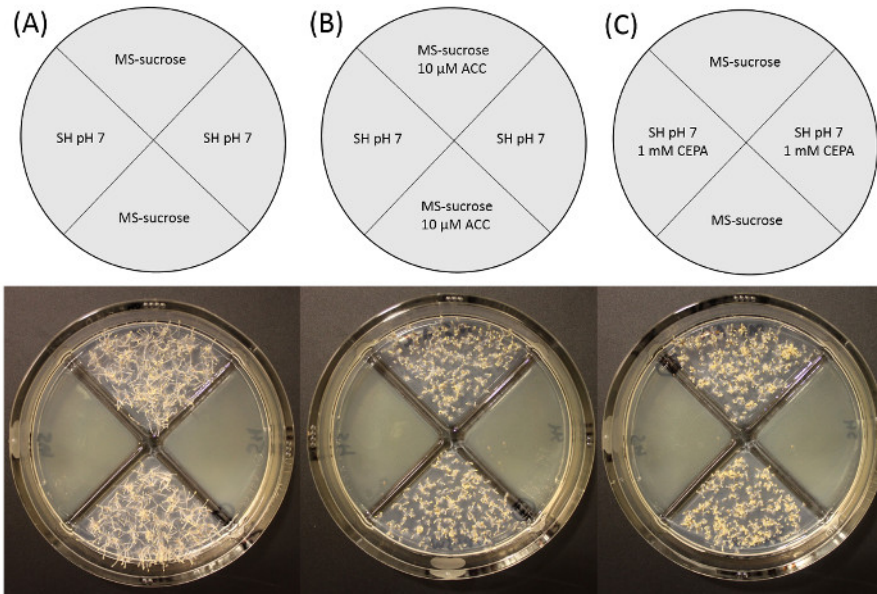 (A)
MS-sucrose
SH pH 7
SH pH 7
MS-sucrose
(B)
MS-sucrose
10 µM ACC
SH pH 7
SH pH 7
MS-sucrose
10 µM ACC
(C)
MS-sucrose
SH pH 7
1 mM CEPA
SH pH 7
1 mM CEPA
MS-sucrose